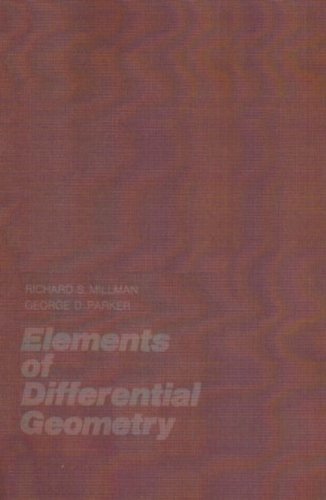 RICHARD S. MILLMAN
GEORGE D. PARKER
Elements
of
Differential
Geometry